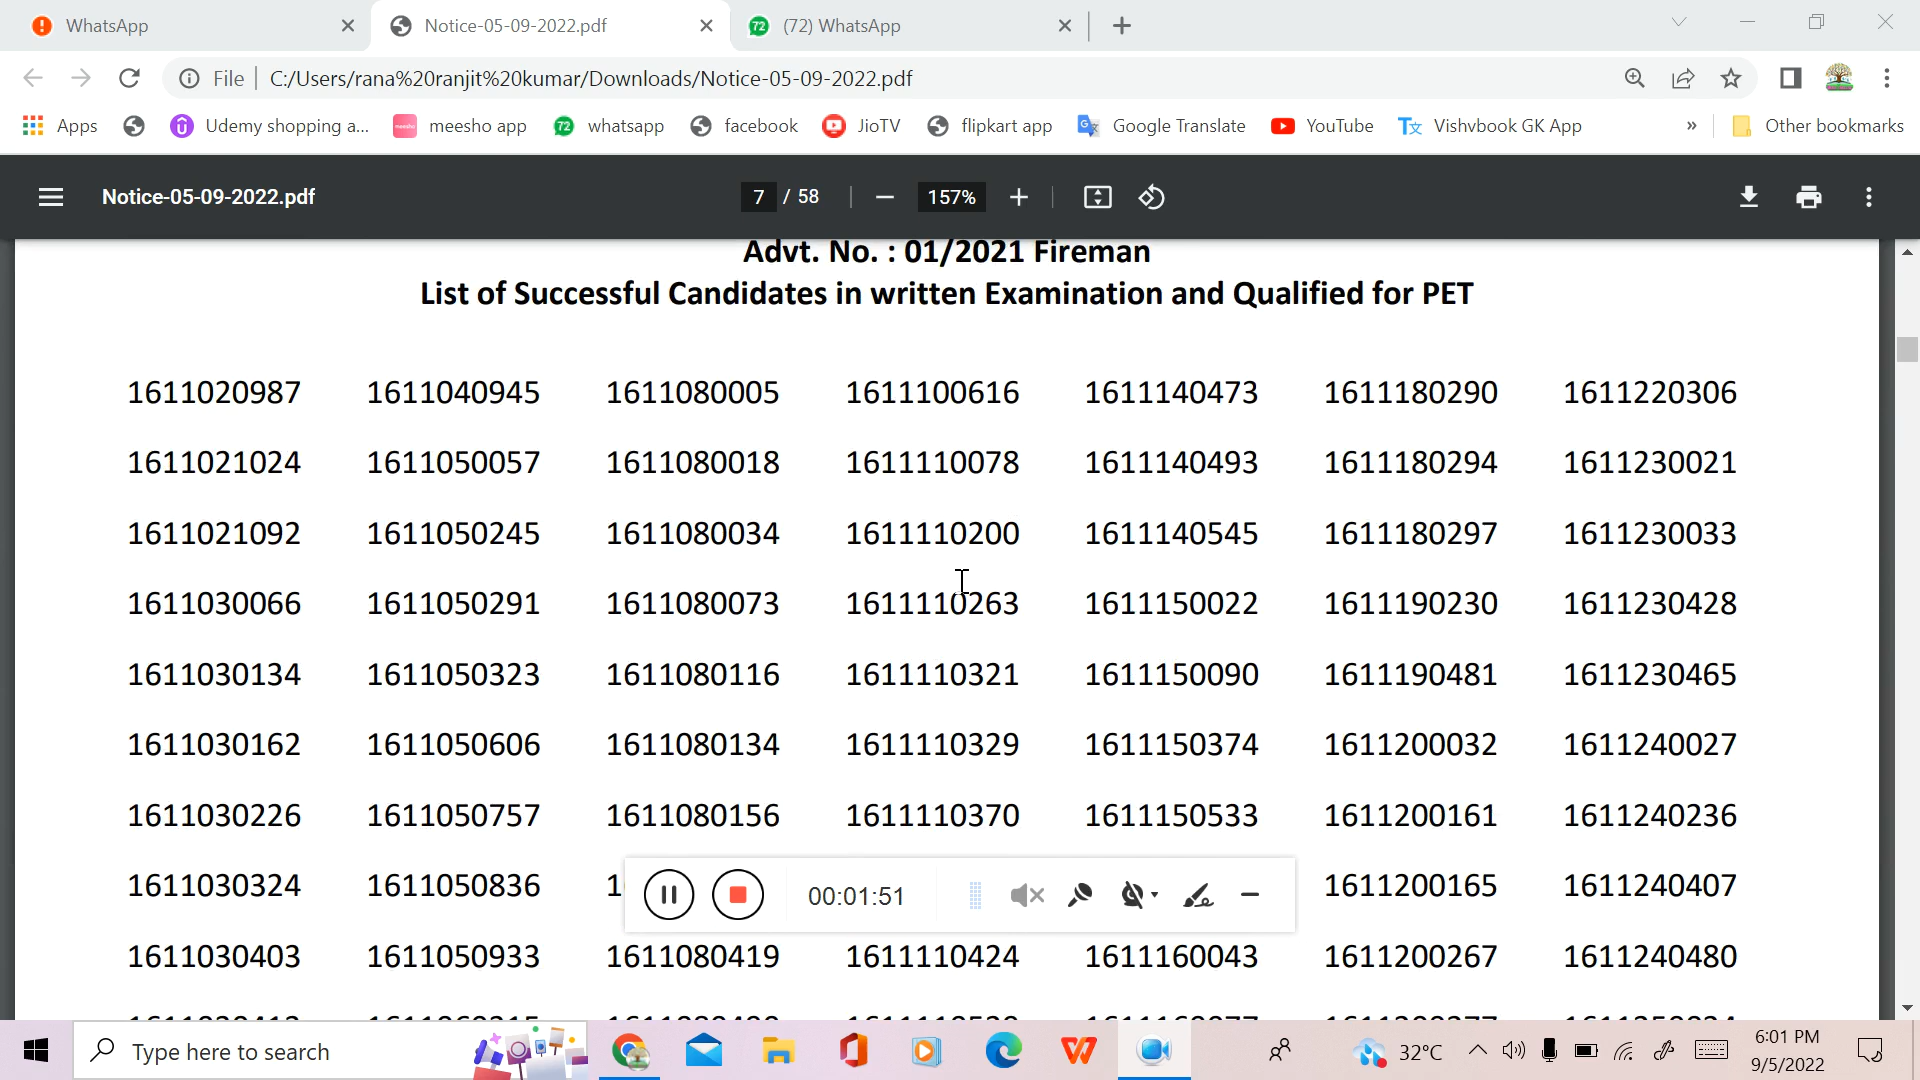 WhatsApp
Notice-05-09-2022.pdf
72 (72) WhatsApp
File C:/Users/rana%20ranjit%20kumar/Downloads/Notice-05-09-2022.pdf
Apps Udemy shopping a... meesho meesho app 72 whatsapp facebook JioTV flipkart app Google Translate YouTube Vishvbook GK App » Other bookmarks
Notice-05-09-2022.pdf 7 / 58 157%
Advt. No. : 01/2021 Fireman
List of Successful Candidates in written Examination and Qualified for PET
1611020987 1611040945 1611080005 1611100616 1611140473 1611180290 1611220306
1611021024 1611050057 1611080018 1611110078 1611140493 1611180294 1611230021
1611021092 1611050245 1611080034 1611110200 1611140545 1611180297 1611230033
1611030066 1611050291 1611080073 1611110263 1611150022 1611190230 1611230428
1611030134 1611050323 1611080116 1611110321 1611150090 1611190481 1611230465
1611030162 1611050606 1611080134 1611110329 1611150374 1611200032 1611240027
1611030226 1611050757 1611080156 1611110370 1611150533 1611200161 1611240236
1611030324 1611050836 1611200165 1611240407
00:01:51
1611030403 1611050933 1611080419 1611110424 1611160043 1611200267 1611240480
Type here to search
32°C
6:01 PM
9/5/2022